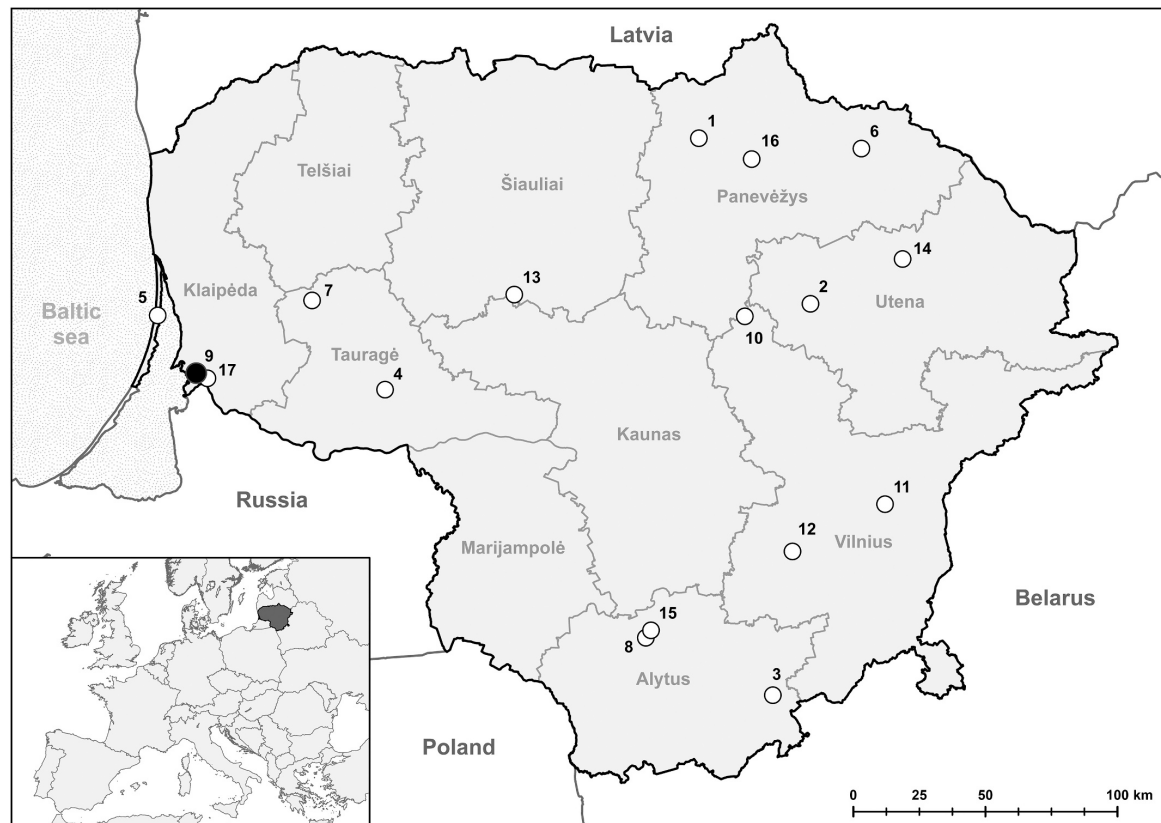 Latvia
1
16
6
Telšiai
Šiauliai
Panevėžys
14
5
Klaipėda
7
13
2
Utena
Baltic
sea
10
9
17
Tauragė
4
Kaunas
Russia
11
Marijampolė
12
Vilnius
15
8
Belarus
Alytus
3
Poland
0 25 50 100 km